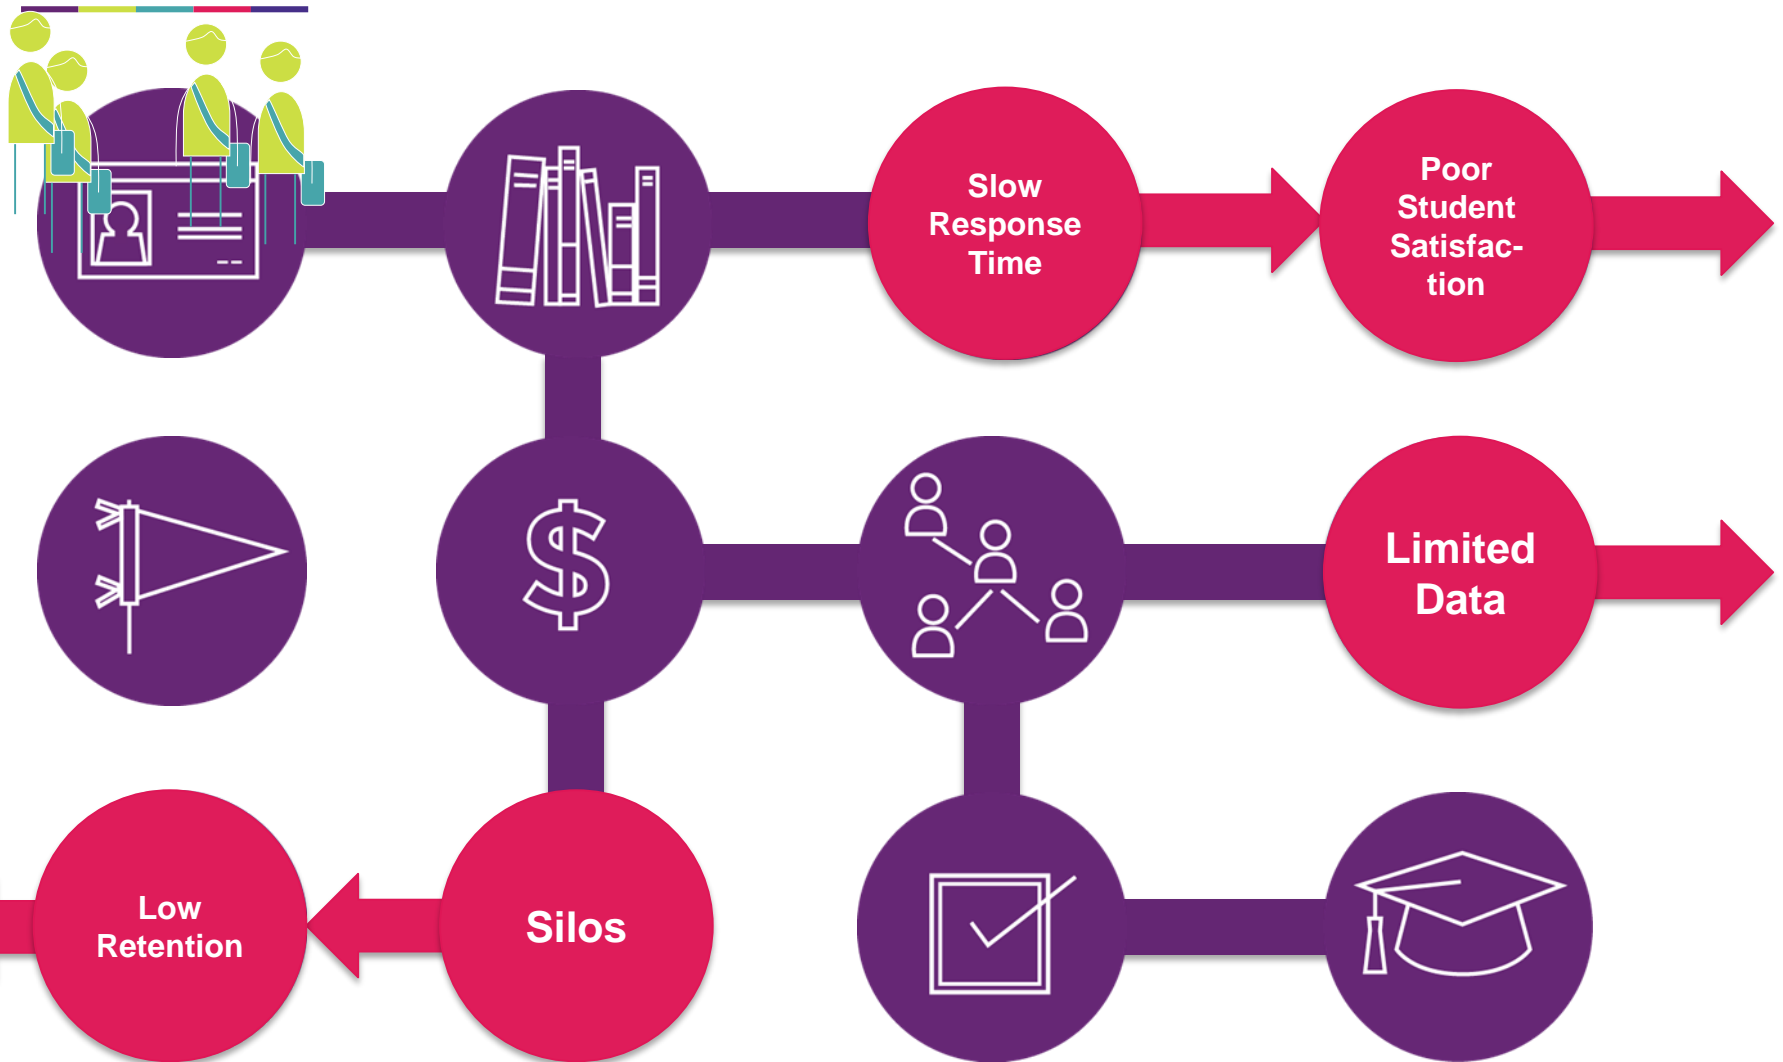 Slow
Response
Time
Poor
Student
Satisfac-
tion
$
Limited
Data
Low
Retention
Silos